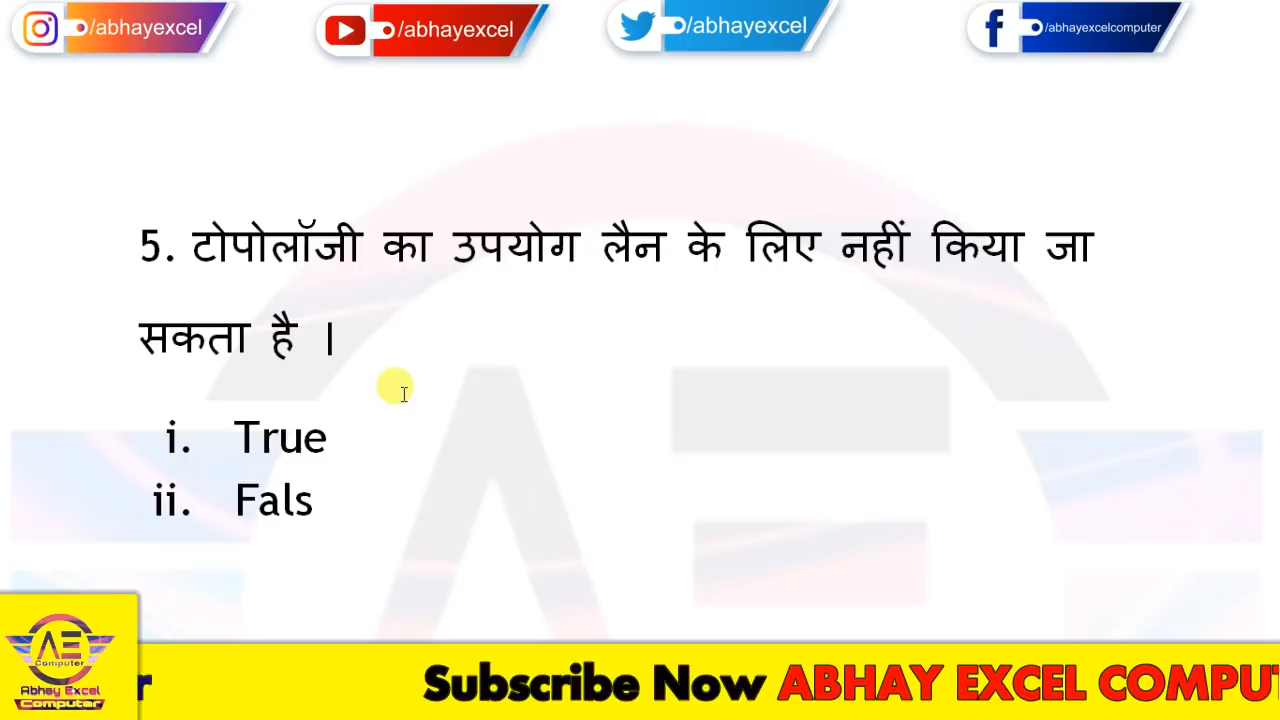 /abhayexcel
/abhayexcel
/abhayexcel
/abhayexcelcomputer
5. टोपोलॉजी का उपयोग लैन के लिए नहीं किया जा
सकता है ।
i. True
ii. Fals
AE
Computer
Abhay Excel
Computer
r Subscribe Now ABHAY EXCEL COMPUT